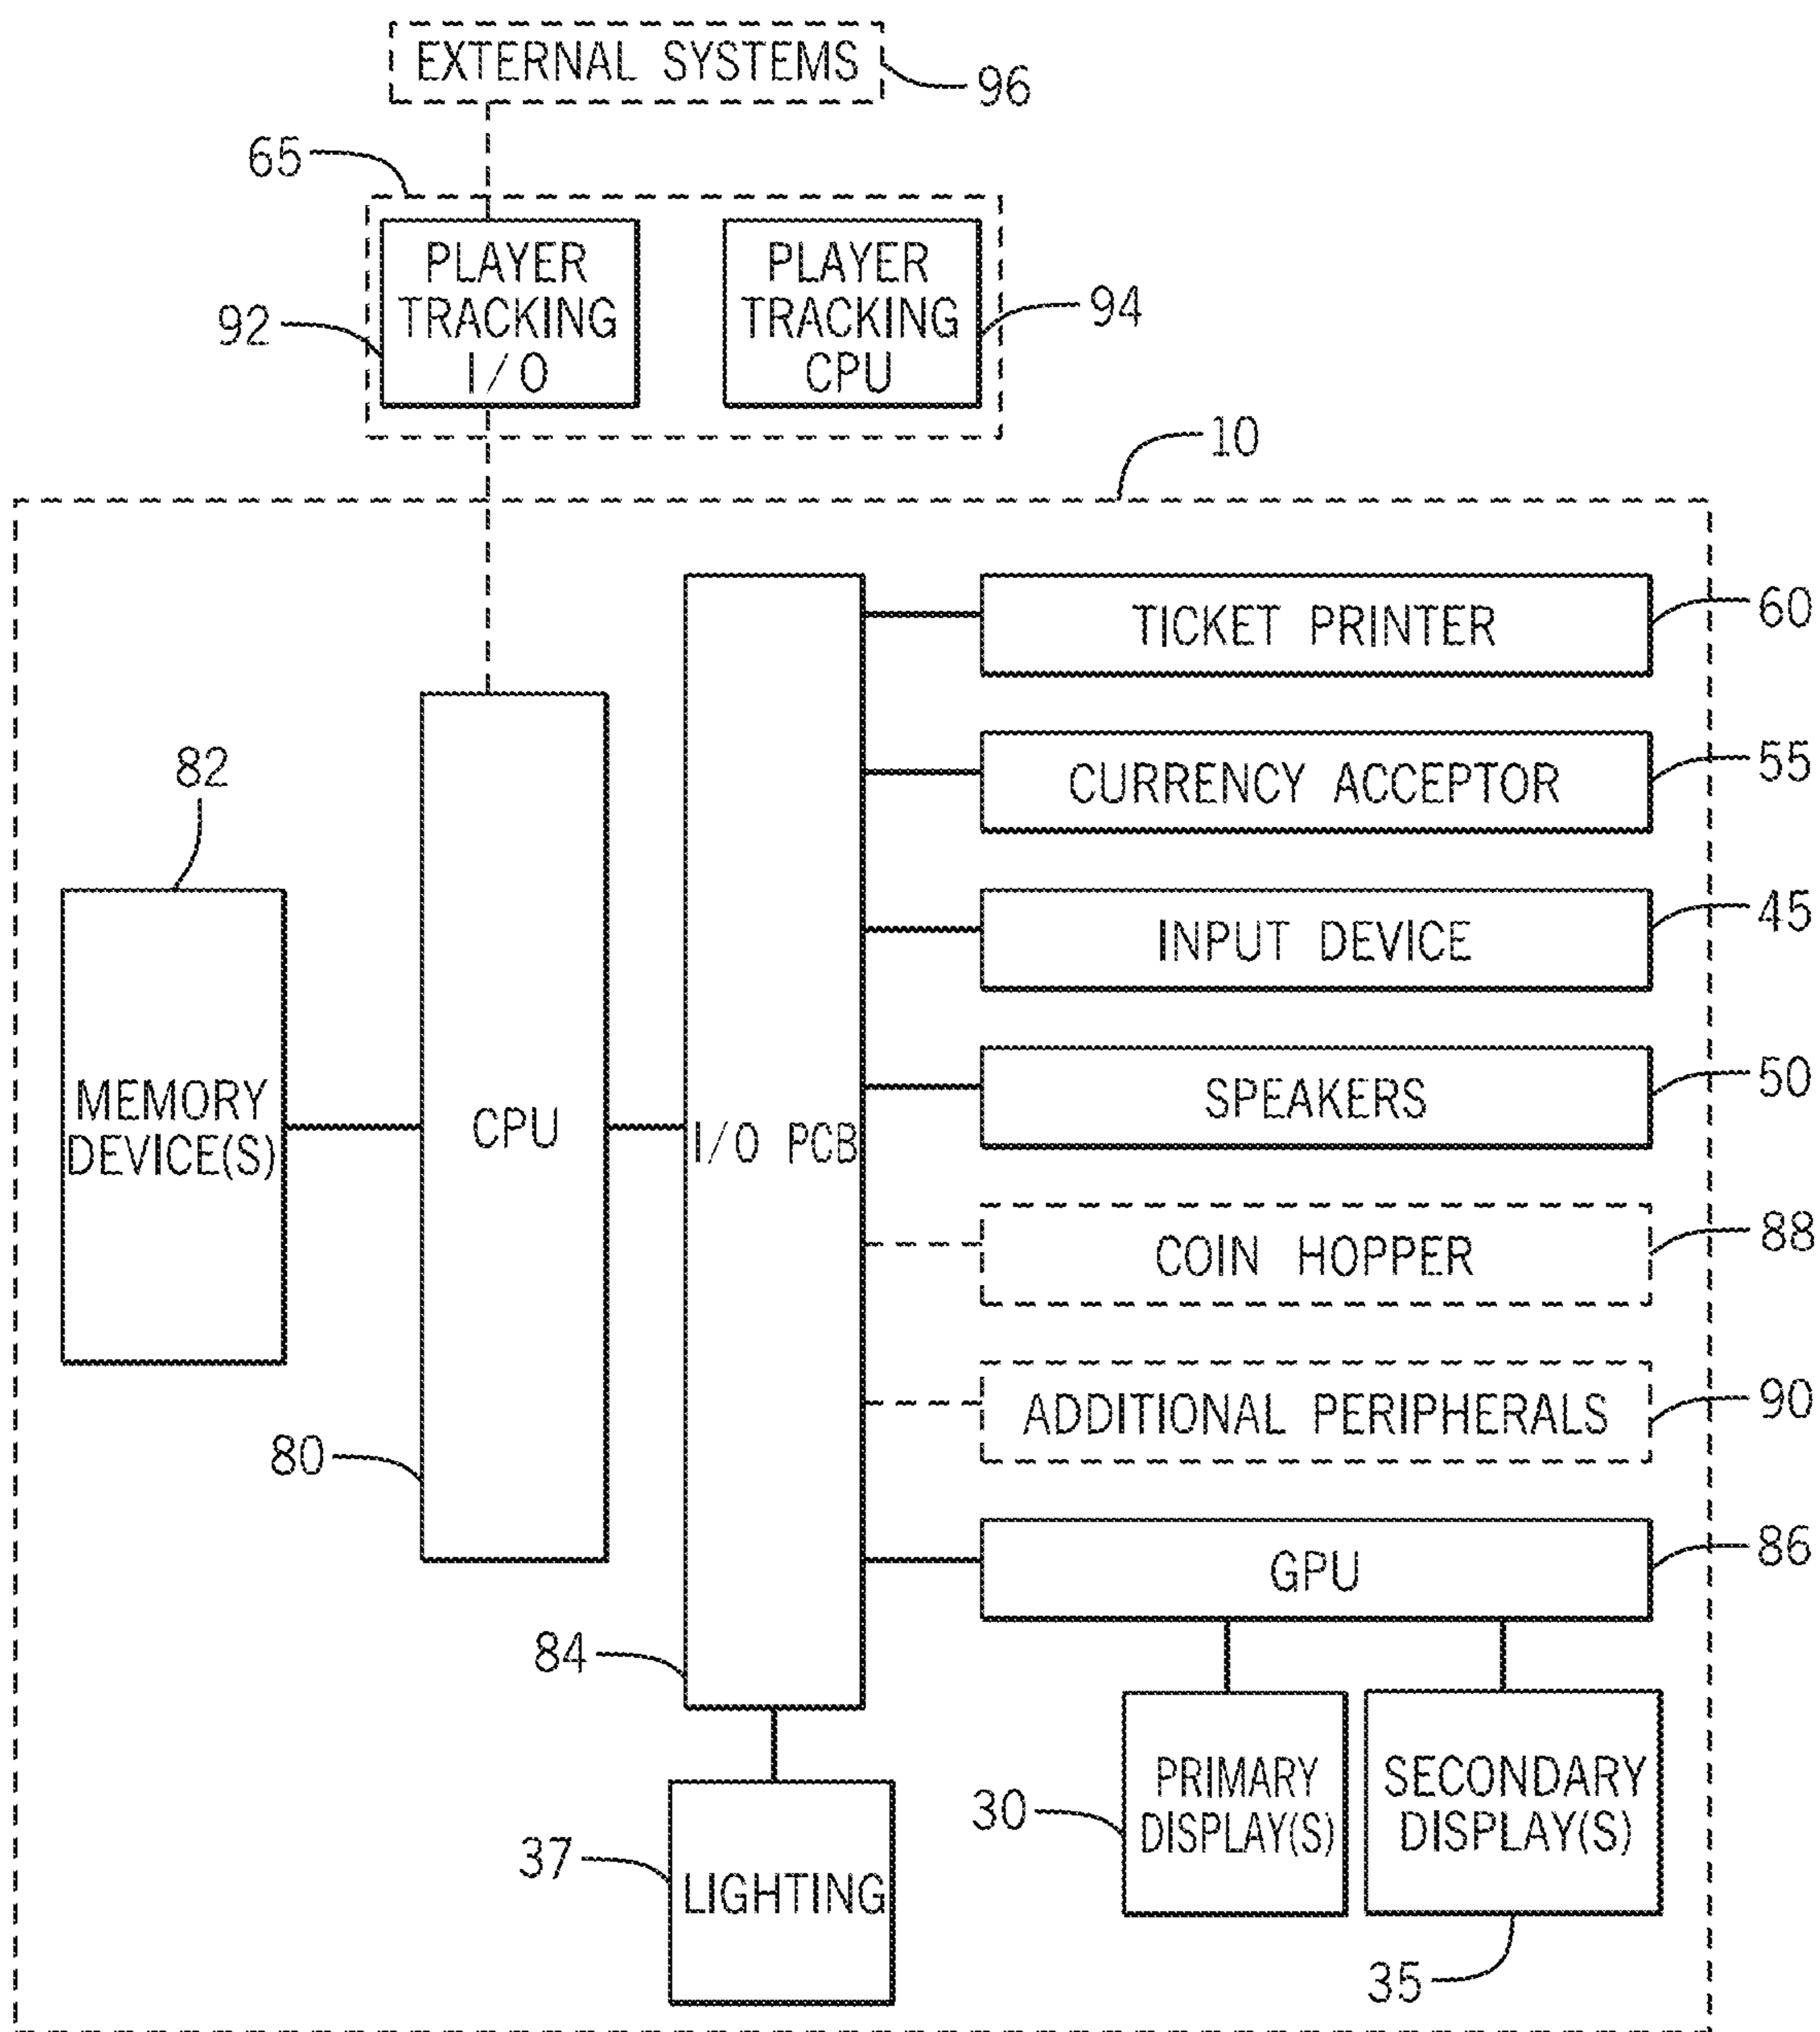 EXTERNAL SYSTEMS
96
65
PLAYER
TRACKING
I/O
92
PLAYER
TRACKING
CPU
94
10
TICKET PRINTER
60
CURRENCY ACCEPTOR
55
82
INPUT DEVICE
45
MEMORY
DEVICE(S)
CPU
I/O PCB
SPEAKERS
50
COIN HOPPER
88
ADDITIONAL PERIPHERALS
90
80
GPU
86
84
PRIMARY
DISPLAY(S)
30
SECONDARY
DISPLAY(S)
35
37
LIGHTING